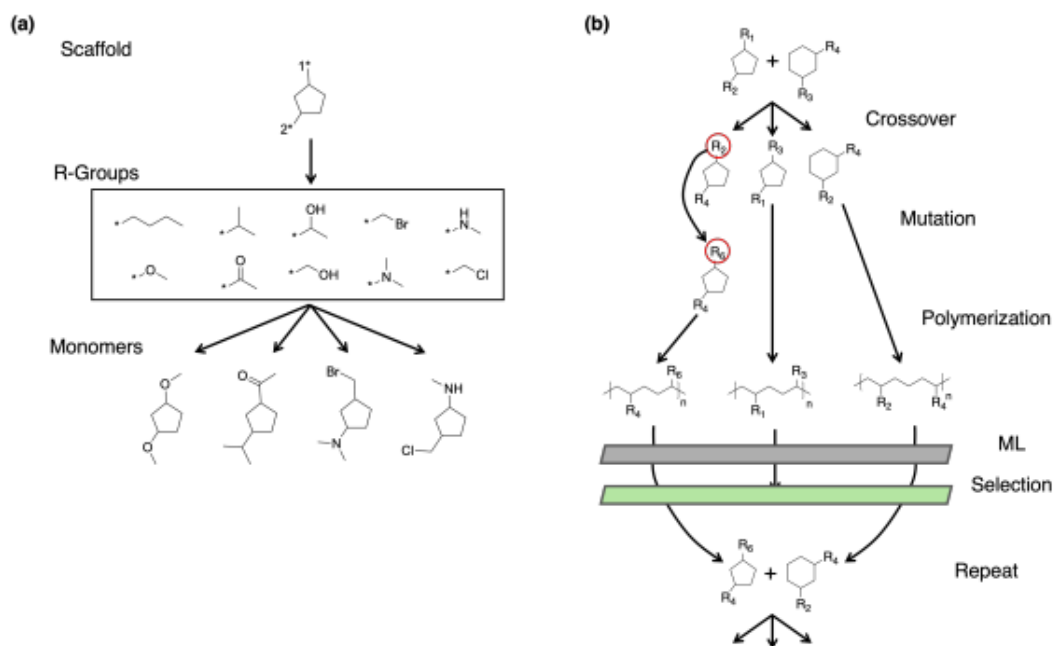 (a)
Scaffold
1*
2*
R-Groups
OH
Br
H
N
O
O
OH
N
Cl
Monomers
O
O
O
Br
N
NH
Cl
(b)
R1
R2
+
R4
R3
Crossover
R2
R4
R3
R1
R4
R2
Mutation
R6
R4
Polymerization
R6
R4
n
R3
R1
n
R2
R4
n
ML
Selection
R6
R4
+
R4
R2
Repeat